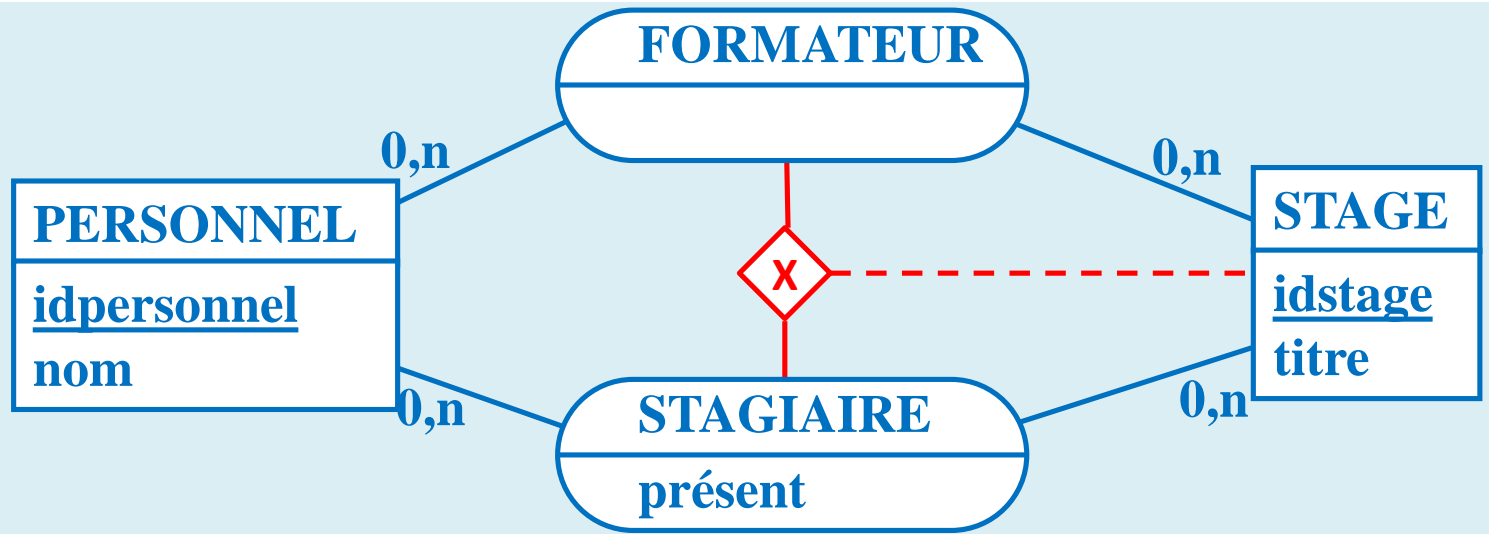 FORMATEUR
0,n
0,n
PERSONNEL
idpersonnel
nom
STAGE
idstage
titre
X
0,n
0,n
STAGIAIRE
présent